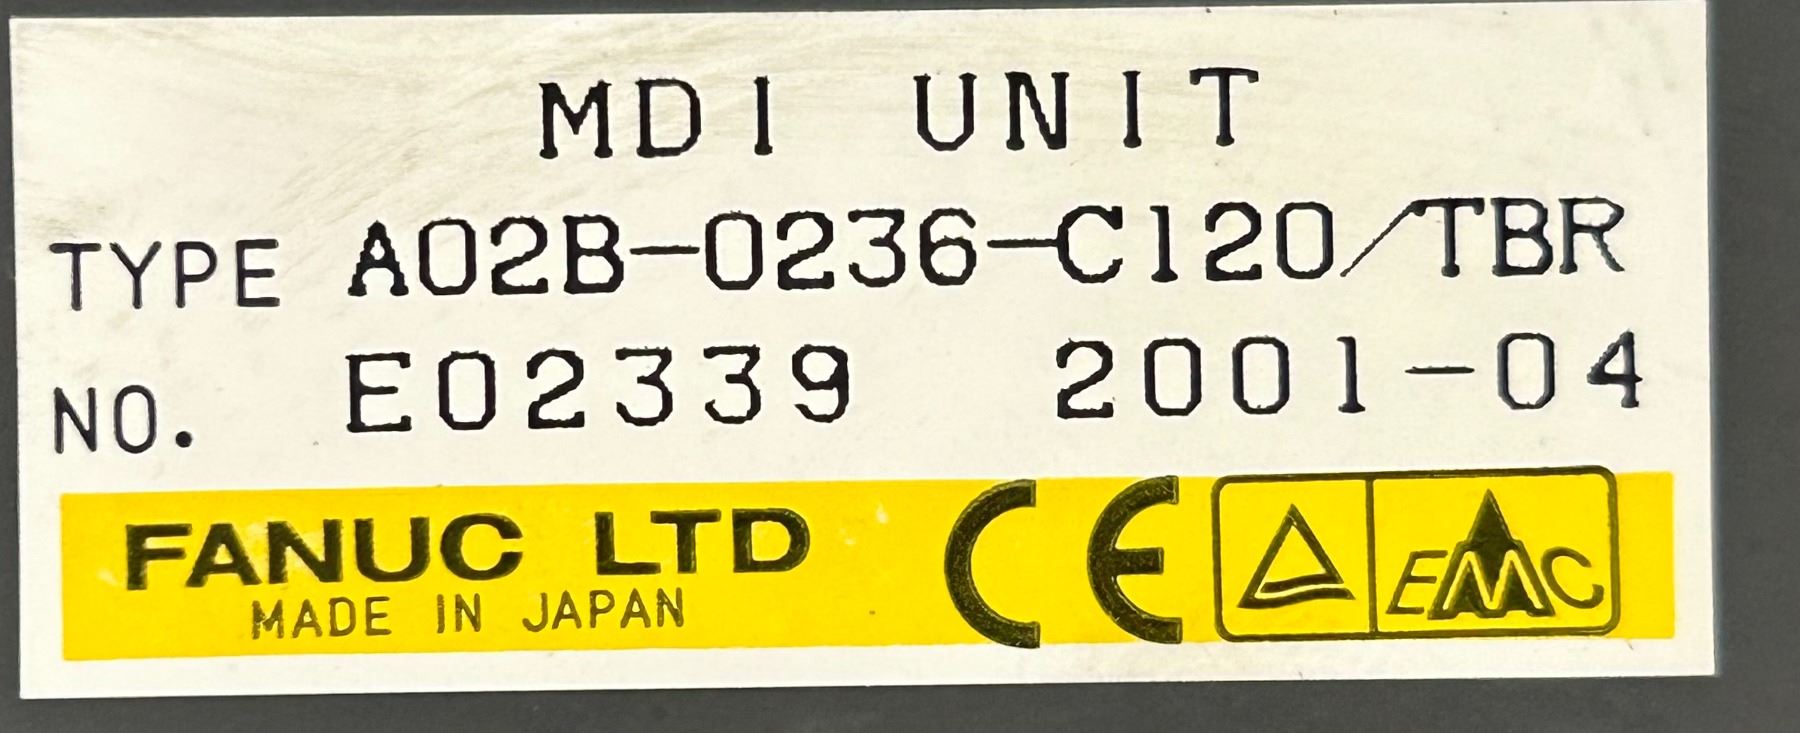 MDI UNIT
TYPE A02B-0236-C120/TBR
NO. E02339 2001-04
FANUC LTD
MADE IN JAPAN
CE
EMC